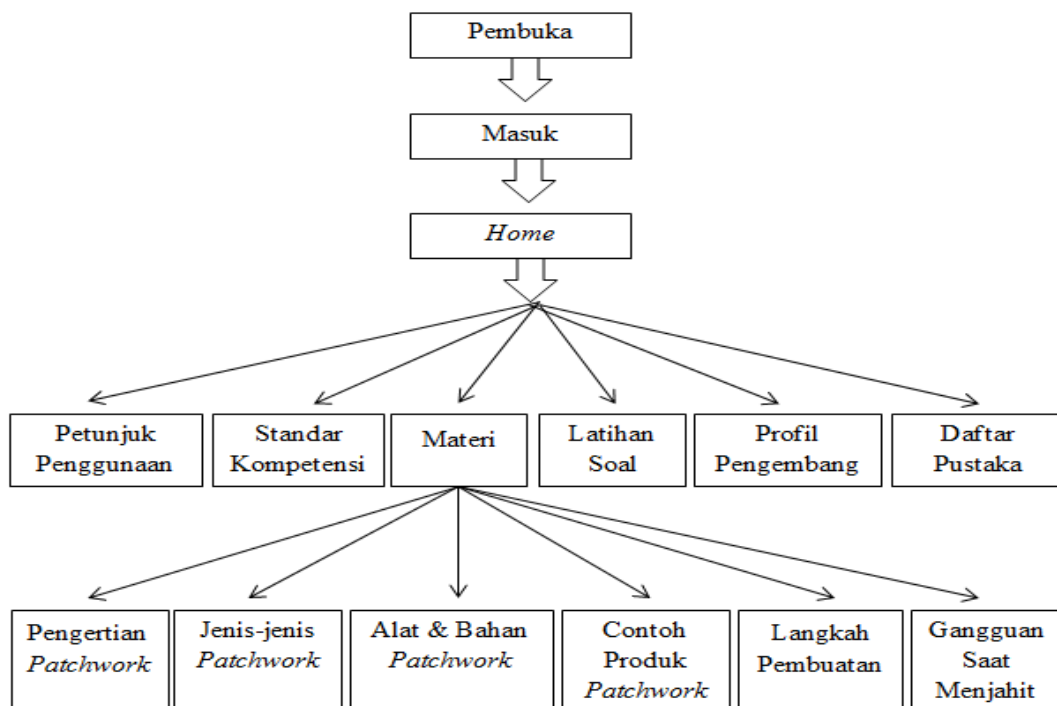 Pembuka
Masuk
Home
Petunjuk
Penggunaan
Standar
Kompetensi
Materi
Latihan
Soal
Profil
Pengembang
Daftar
Pustaka
Pengertian
Patchwork
Jenis-jenis
Patchwork
Alat & Bahan
Patchwork
Contoh
Produk
Patchwork
Langkah
Pembuatan
Gangguan
Saat
Menjahit